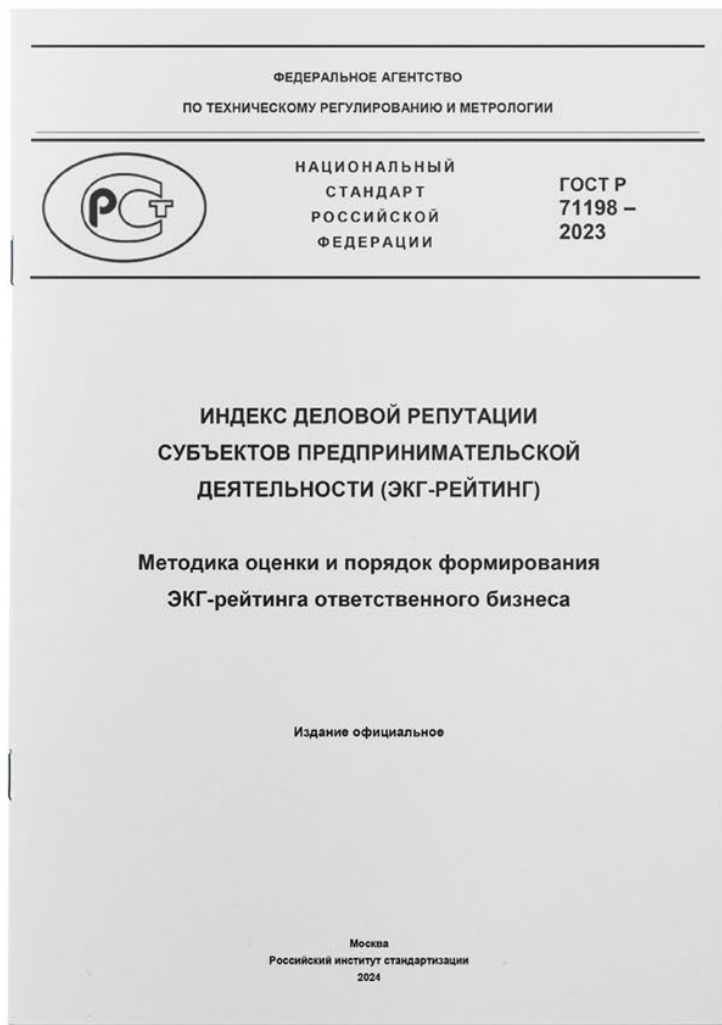 ФЕДЕРАЛЬНОЕ АГЕНТСТВО
ПО ТЕХНИЧЕСКОМУ РЕГУЛИРОВАНИЮ И МЕТРОЛОГИИ
РСТ
НАЦИОНАЛЬНЫЙ
СТАНДАРТ
РОССИЙСКОЙ
ФЕДЕРАЦИИ
ГОСТ Р
71198 –
2023
ИНДЕКС ДЕЛОВОЙ РЕПУТАЦИИ
СУБЪЕКТОВ ПРЕДПРИНИМАТЕЛЬСКОЙ
ДЕЯТЕЛЬНОСТИ (ЭКГ-РЕЙТИНГ)
Методика оценки и порядок формирования
ЭКГ-рейтинга ответственного бизнеса
Издание официальное
Москва
Российский институт стандартизации
2024